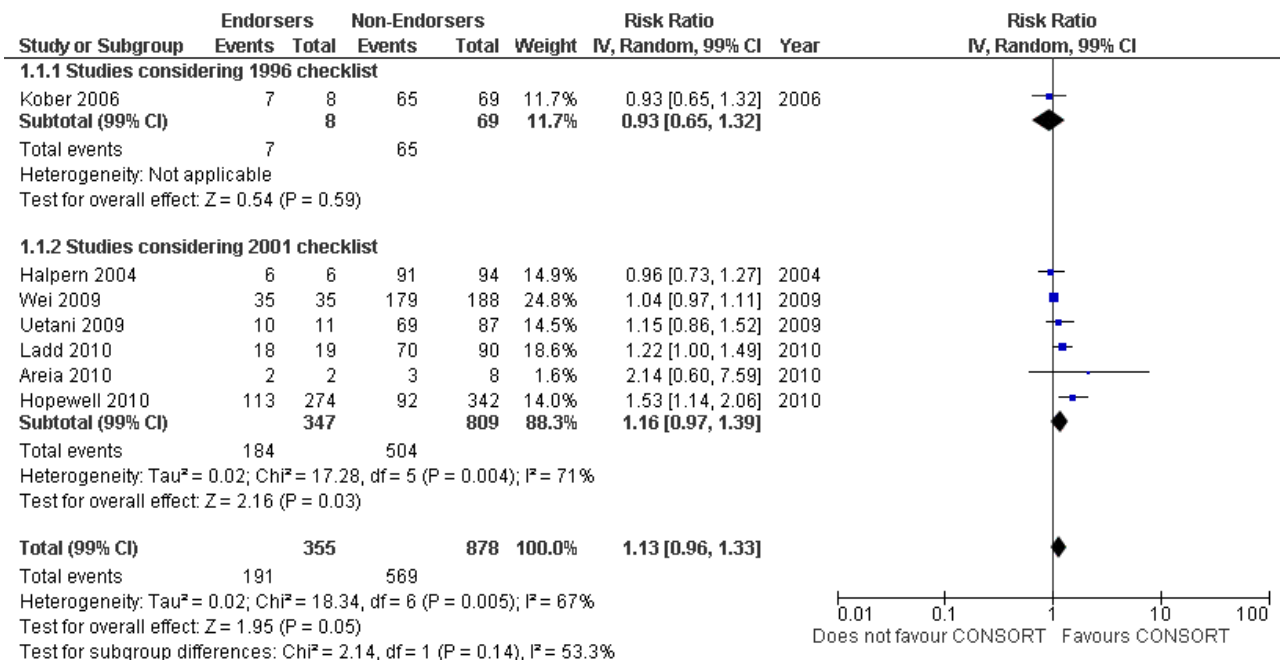 Endorsers Non-Endorsers Risk Ratio Risk Ratio
Study or Subgroup Events Total Events Total Weight IV, Random, 99% CI Year IV, Random, 99% CI
1.1.1 Studies considering 1996 checklist
Kober 2006 7 8 65 69 11.7% 0.93 [0.65, 1.32] 2006
Subtotal (99% CI) 8 69 11.7% 0.93 [0.65, 1.32]
Total events 7 65
Heterogeneity: Not applicable
Test for overall effect: Z = 0.54 (P = 0.59)
1.1.2 Studies considering 2001 checklist
Halpern 2004 6 6 91 94 14.9% 0.96 [0.73, 1.27] 2004
Wei 2009 35 35 179 188 24.8% 1.04 [0.97, 1.11] 2009
Uetani 2009 10 11 69 87 14.5% 1.15 [0.86, 1.52] 2009
Ladd 2010 18 19 70 90 18.6% 1.22 [1.00, 1.49] 2010
Areia 2010 2 2 3 8 1.6% 2.14 [0.60, 7.59] 2010
Hopewell 2010 113 274 92 342 14.0% 1.53 [1.14, 2.06] 2010
Subtotal (99% CI) 347 809 88.3% 1.16 [0.97, 1.39]
Total events 184 504
Heterogeneity: Tau² = 0.02; Chi² = 17.28, df = 5 (P = 0.004); I² = 71%
Test for overall effect: Z = 2.16 (P = 0.03)
Total (99% CI) 355 878 100.0% 1.13 [0.96, 1.33]
Total events 191 569
Heterogeneity: Tau² = 0.02; Chi² = 18.34, df = 6 (P = 0.005); I² = 67%
Test for overall effect: Z = 1.95 (P = 0.05)
Test for subgroup differences: Chi² = 2.14, df = 1 (P = 0.14), I² = 53.3%
0.01 0.1 1 10 100
Does not favour CONSORT Favours CONSORT